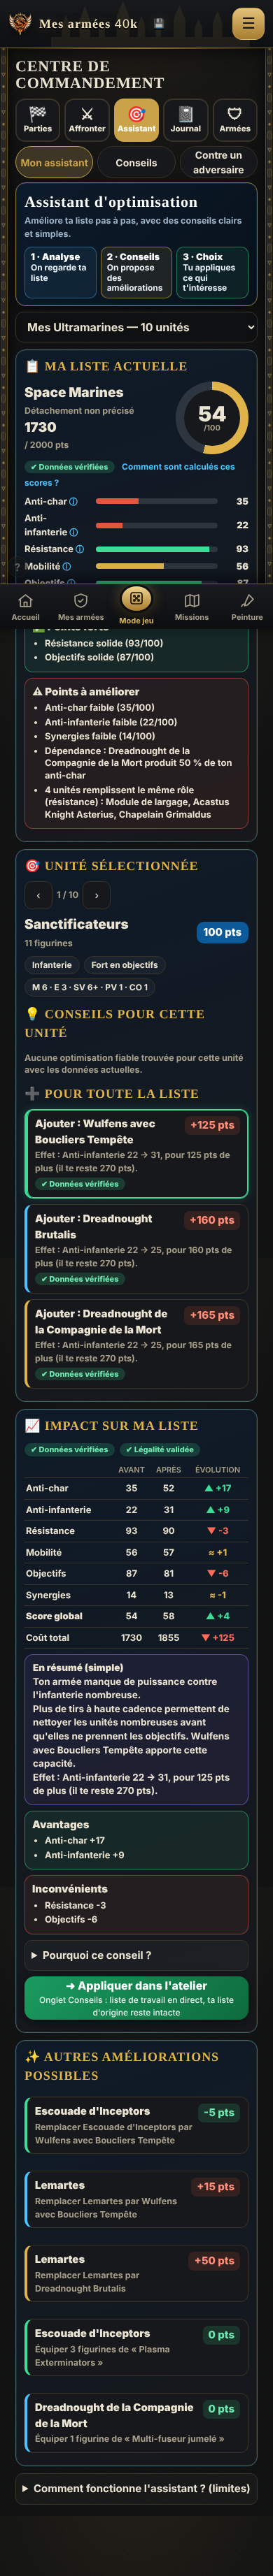 Mes armées 40k
CENTRE DE
COMMANDEMENT
Parties
Affronter
Assistant
Journal
Armées
Mon assistant
Conseils
Contre un
adversaire
Assistant d'optimisation
Améliore ta liste pas à pas, avec des conseils clairs
et simples.
1 · Analyse
On regarde ta
liste
2 · Conseils
On propose
des
améliorations
3 · Choix
Tu appliques
ce qui
t'intéresse
Mes Ultramarines — 10 unités
MA LISTE ACTUELLE
Space Marines
Détachement non précisé
1730
/ 2000 pts
54
/100
✔ Données vérifiées
Comment sont calculés ces
scores ?
Anti-char ⓘ 35
Anti-
infanterie ⓘ 22
Résistance ⓘ 93
Mobilité ⓘ 56
Objectifs ⓘ 87
?
Accueil
Mes armées
Mode jeu
Missions
Peinture
Points forts
Résistance solide (93/100)
Objectifs solide (87/100)
⚠ Points à améliorer
Anti-char faible (35/100)
Anti-infanterie faible (22/100)
Synergies faible (14/100)
Dépendance : Dreadnought de la
Compagnie de la Mort produit 50 % de ton
anti-char
4 unités remplissent le même rôle
(résistance) : Module de largage, Acastus
Knight Asterius, Chapelain Grimaldus
UNITÉ SÉLECTIONNÉE
‹ 1 / 10 ›
Sanctificateurs
11 figurines
100 pts
Infanterie
Fort en objectifs
M 6 · E 3 · SV 6+ · PV 1 · CO 1
CONSEILS POUR CETTE
UNITÉ
Aucune optimisation fiable trouvée pour cette unité
avec les données actuelles.
POUR TOUTE LA LISTE
Ajouter : Wulfens avec
Boucliers Tempête
+125 pts
Effet : Anti-infanterie 22 → 31, pour 125 pts de
plus (il te reste 270 pts).
✔ Données vérifiées
Ajouter : Dreadnought
Brutalis
+160 pts
Effet : Anti-infanterie 22 → 25, pour 160 pts de
plus (il te reste 270 pts).
✔ Données vérifiées
Ajouter : Dreadnought de
la Compagnie de la Mort
+165 pts
Effet : Anti-infanterie 22 → 25, pour 165 pts de
plus (il te reste 270 pts).
✔ Données vérifiées
IMPACT SUR MA LISTE
✔ Données vérifiées
✔ Légalité validée
AVANT APRÈS ÉVOLUTION
Anti-char 35 52 ▲ +17
Anti-infanterie 22 31 ▲ +9
Résistance 93 90 ▼ -3
Mobilité 56 57 ≈ +1
Objectifs 87 81 ▼ -6
Synergies 14 13 ≈ -1
Score global 54 58 ▲ +4
Coût total 1730 1855 ▼ +125
En résumé (simple)
Ton armée manque de puissance contre
l'infanterie nombreuse.
Plus de tirs à haute cadence permettent de
nettoyer les unités nombreuses avant
qu'elles ne prennent les objectifs. Wulfens
avec Boucliers Tempête apporte cette
capacité.
Effet : Anti-infanterie 22 → 31, pour 125 pts
de plus (il te reste 270 pts).
Avantages
Anti-char +17
Anti-infanterie +9
Inconvénients
Résistance -3
Objectifs -6
▶ Pourquoi ce conseil ?
➜ Appliquer dans l'atelier
Onglet Conseils : liste de travail en direct, ta liste
d'origine reste intacte
AUTRES AMÉLIORATIONS
POSSIBLES
Escouade d'Inceptors
-5 pts
Remplacer Escouade d'Inceptors par
Wulfens avec Boucliers Tempête
Lemartes
+15 pts
Remplacer Lemartes par Wulfens
avec Boucliers Tempête
Lemartes
+50 pts
Remplacer Lemartes par
Dreadnought Brutalis
Escouade d'Inceptors
0 pts
Équiper 3 figurines de « Plasma
Exterminators »
Dreadnought de la Compagnie
de la Mort
0 pts
Équiper 1 figurine de « Multi-fuseur jumelé »
▶ Comment fonctionne l'assistant ? (limites)